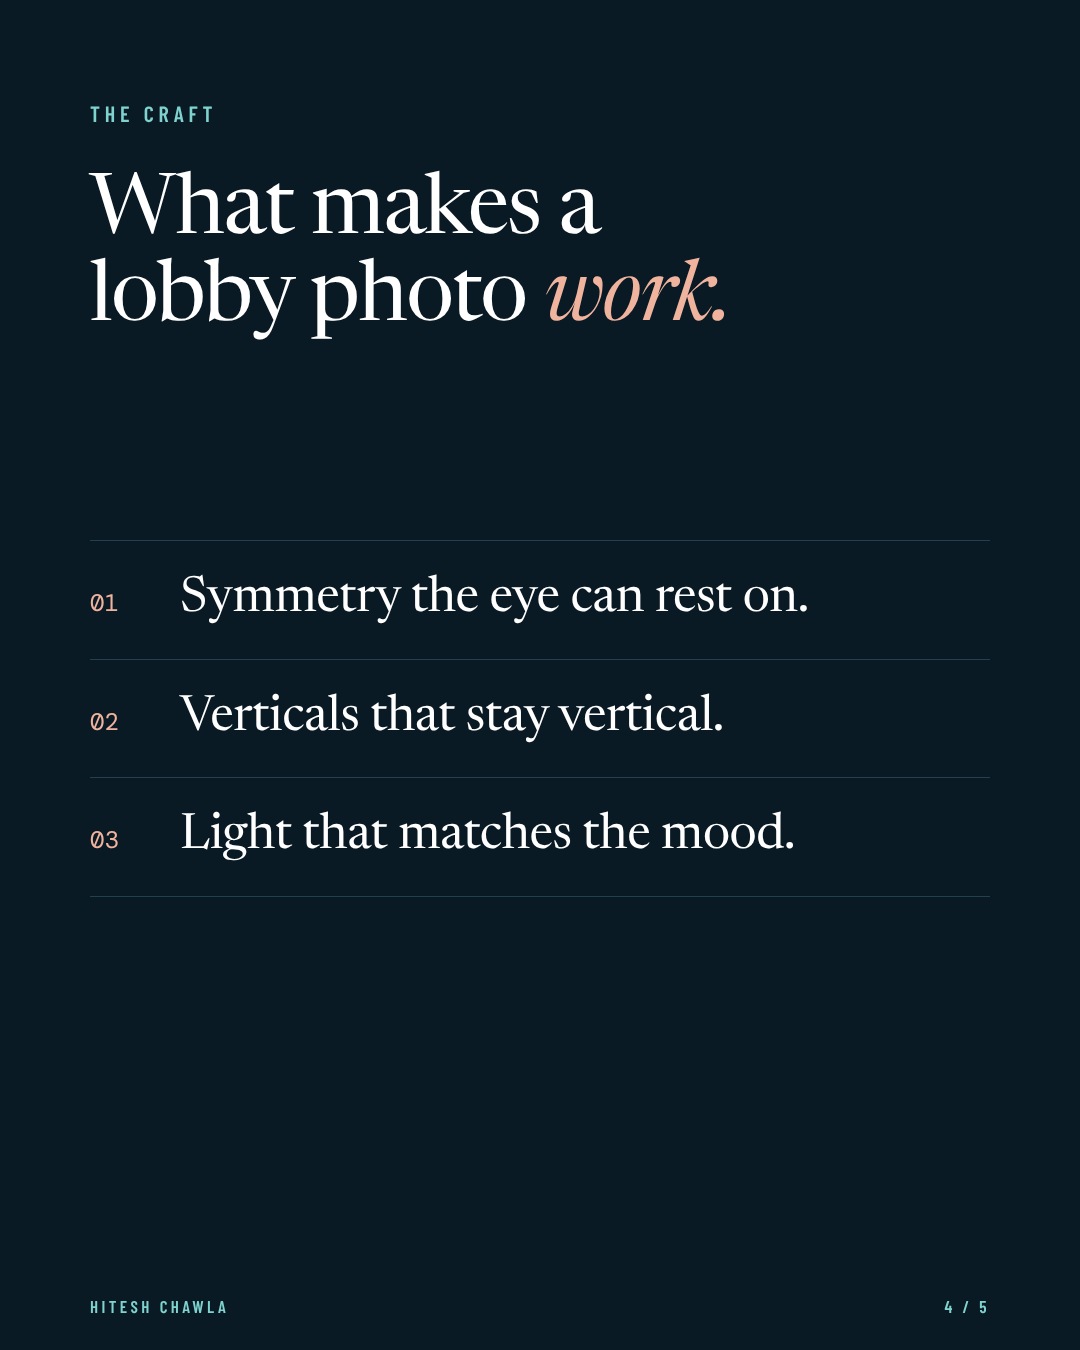 THE CRAFT
What makes a
lobby photo work.
01 Symmetry the eye can rest on.
02 Verticals that stay vertical.
03 Light that matches the mood.
HITESH CHAWLA
4 / 5